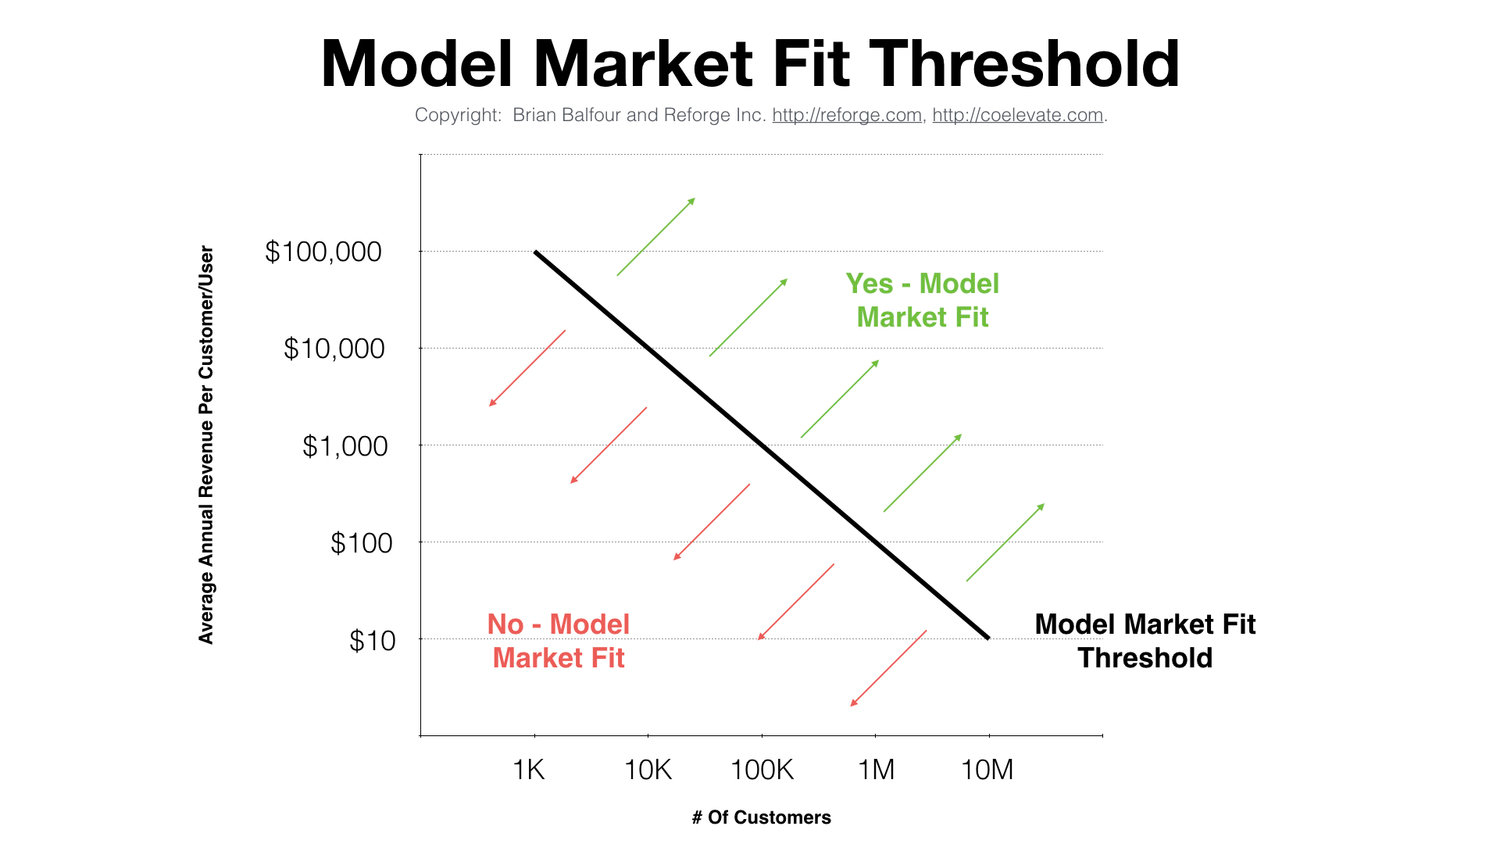 Model Market Fit Threshold
Copyright:  Brian Balfour and Reforge Inc. http://reforge.com, http://coelevate.com.
Average Annual Revenue Per Customer/User
$100,000
$10,000
$1,000
$100
$10
Yes - Model
Market Fit
No - Model
Market Fit
Model Market Fit
Threshold
1K
10K
100K
1M
10M
# Of Customers